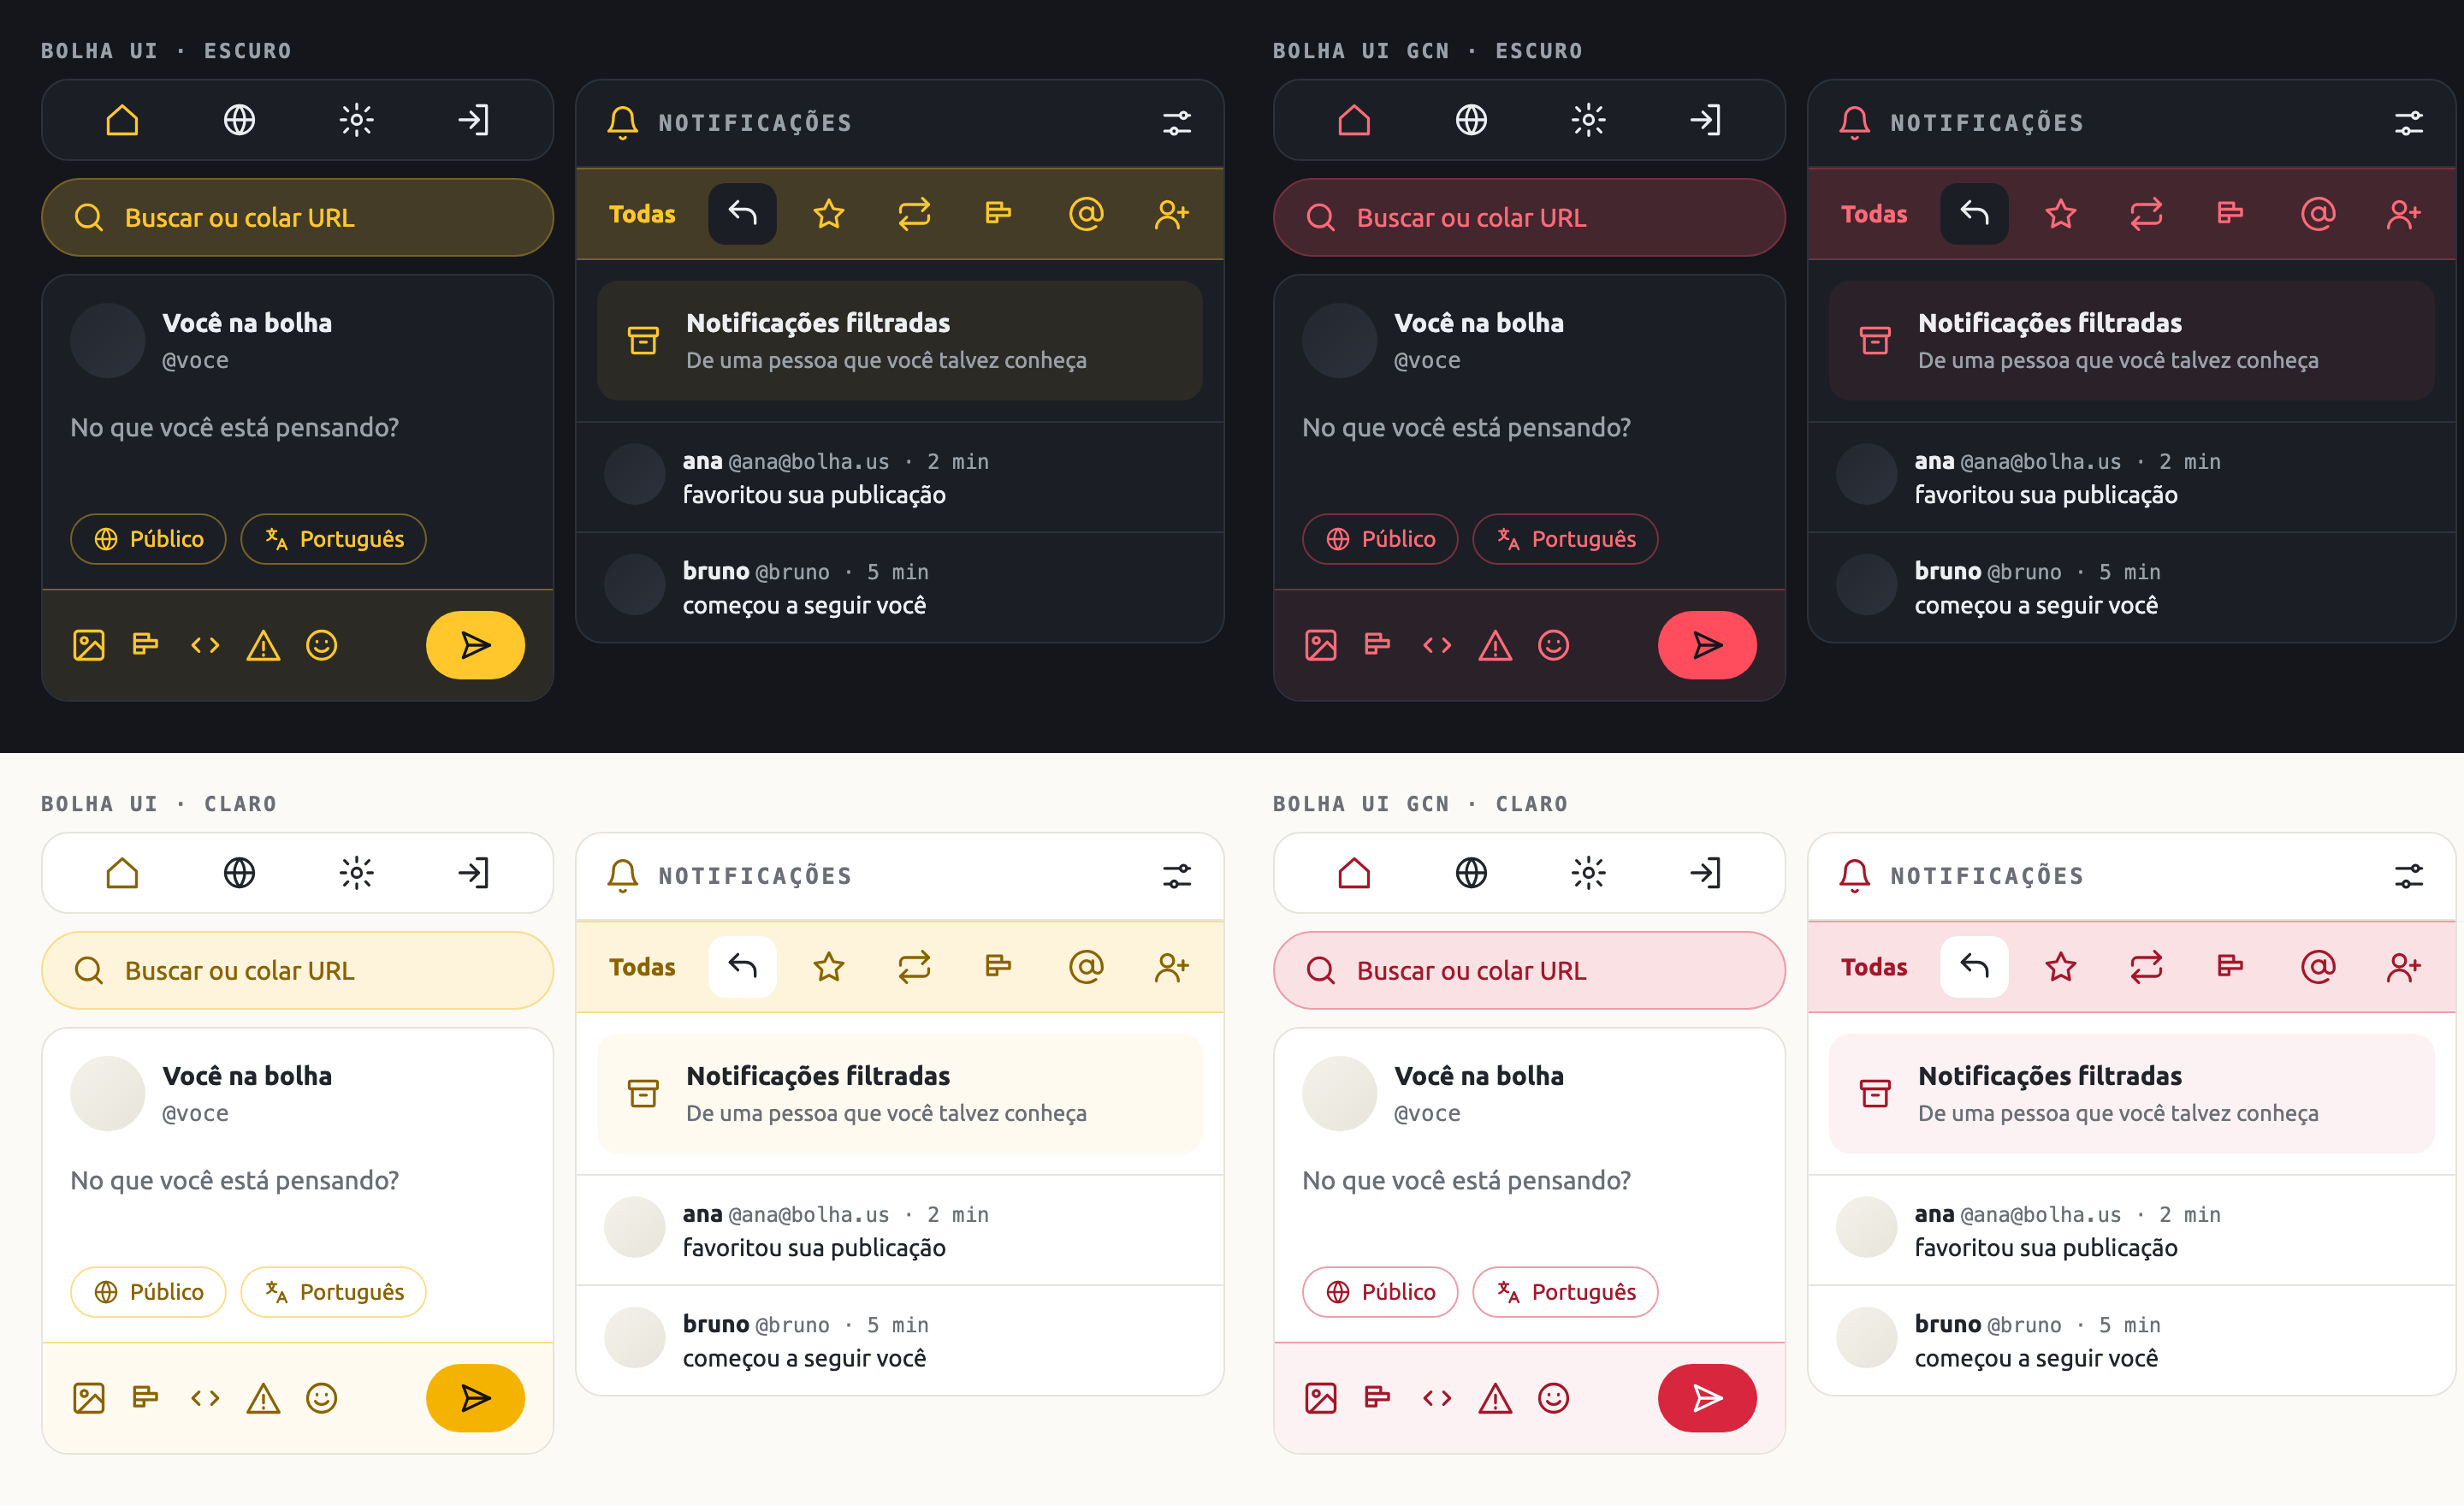 BOLHA UI · ESCURO
NOTIFICAÇÕES
Buscar ou colar URL
Todas
Você na bolha
@voce
Notificações filtradas
De uma pessoa que você talvez conheça
No que você está pensando?
ana @ana@bolha.us · 2 min
favoritou sua publicação
Público
Português
bruno @bruno · 5 min
começou a seguir você
BOLHA UI GCN · ESCURO
NOTIFICAÇÕES
Buscar ou colar URL
Todas
Você na bolha
@voce
Notificações filtradas
De uma pessoa que você talvez conheça
No que você está pensando?
ana @ana@bolha.us · 2 min
favoritou sua publicação
Público
Português
bruno @bruno · 5 min
começou a seguir você
BOLHA UI · CLARO
NOTIFICAÇÕES
Buscar ou colar URL
Todas
Você na bolha
@voce
Notificações filtradas
De uma pessoa que você talvez conheça
No que você está pensando?
ana @ana@bolha.us · 2 min
favoritou sua publicação
Público
Português
bruno @bruno · 5 min
começou a seguir você
BOLHA UI GCN · CLARO
NOTIFICAÇÕES
Buscar ou colar URL
Todas
Você na bolha
@voce
Notificações filtradas
De uma pessoa que você talvez conheça
No que você está pensando?
ana @ana@bolha.us · 2 min
favoritou sua publicação
Público
Português
bruno @bruno · 5 min
começou a seguir você